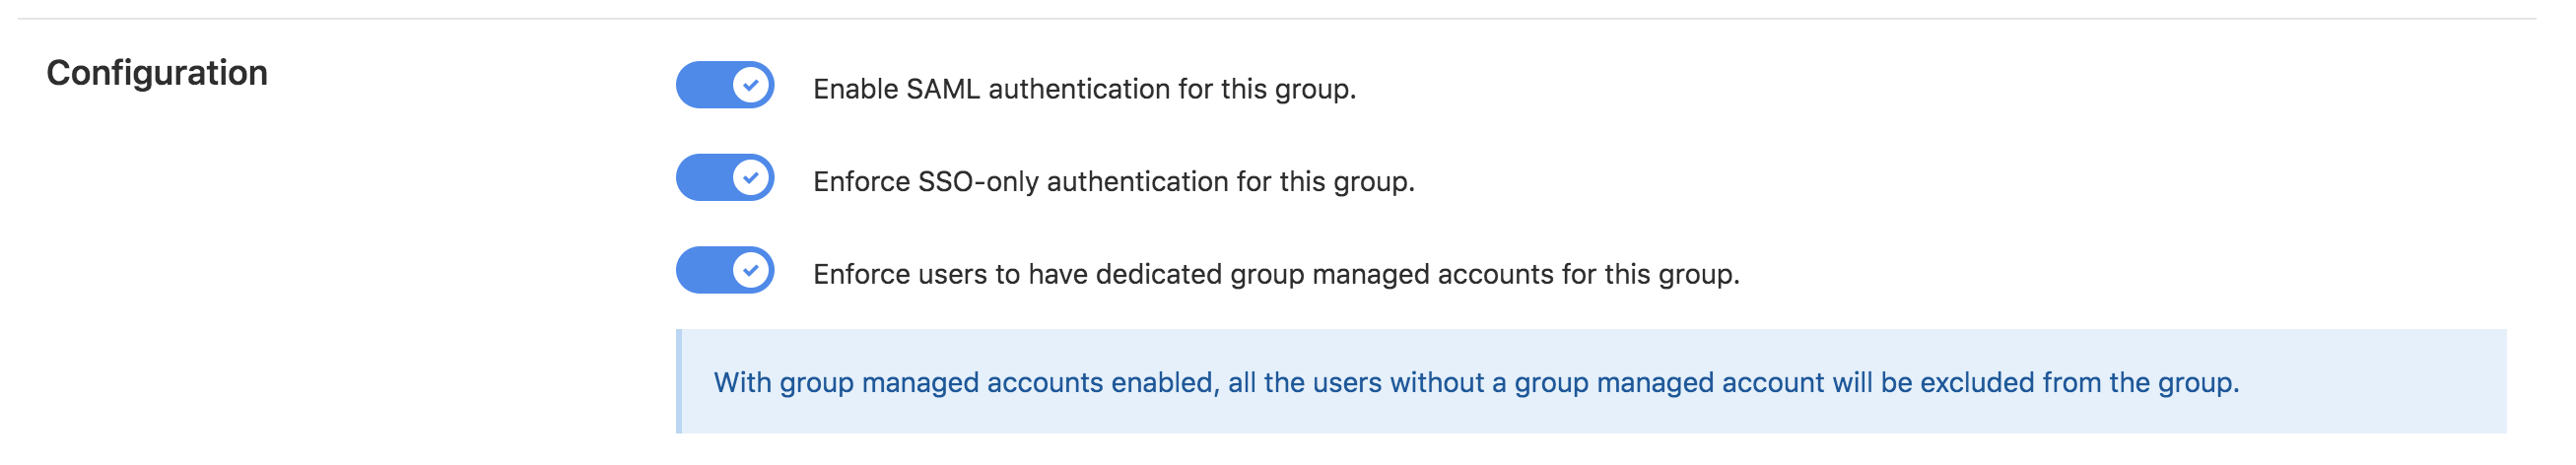 Configuration
Enable SAML authentication for this group.
Enforce SSO-only authentication for this group.
Enforce users to have dedicated group managed accounts for this group.
With group managed accounts enabled, all the users without a group managed account will be excluded from the group.